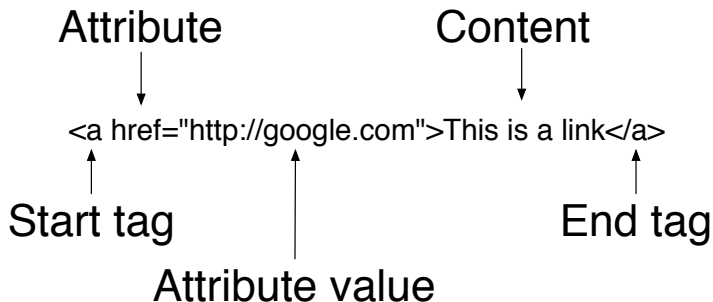 Attribute Content
<a href="http://google.com">This is a link</a>
Start tag End tag
Attribute value